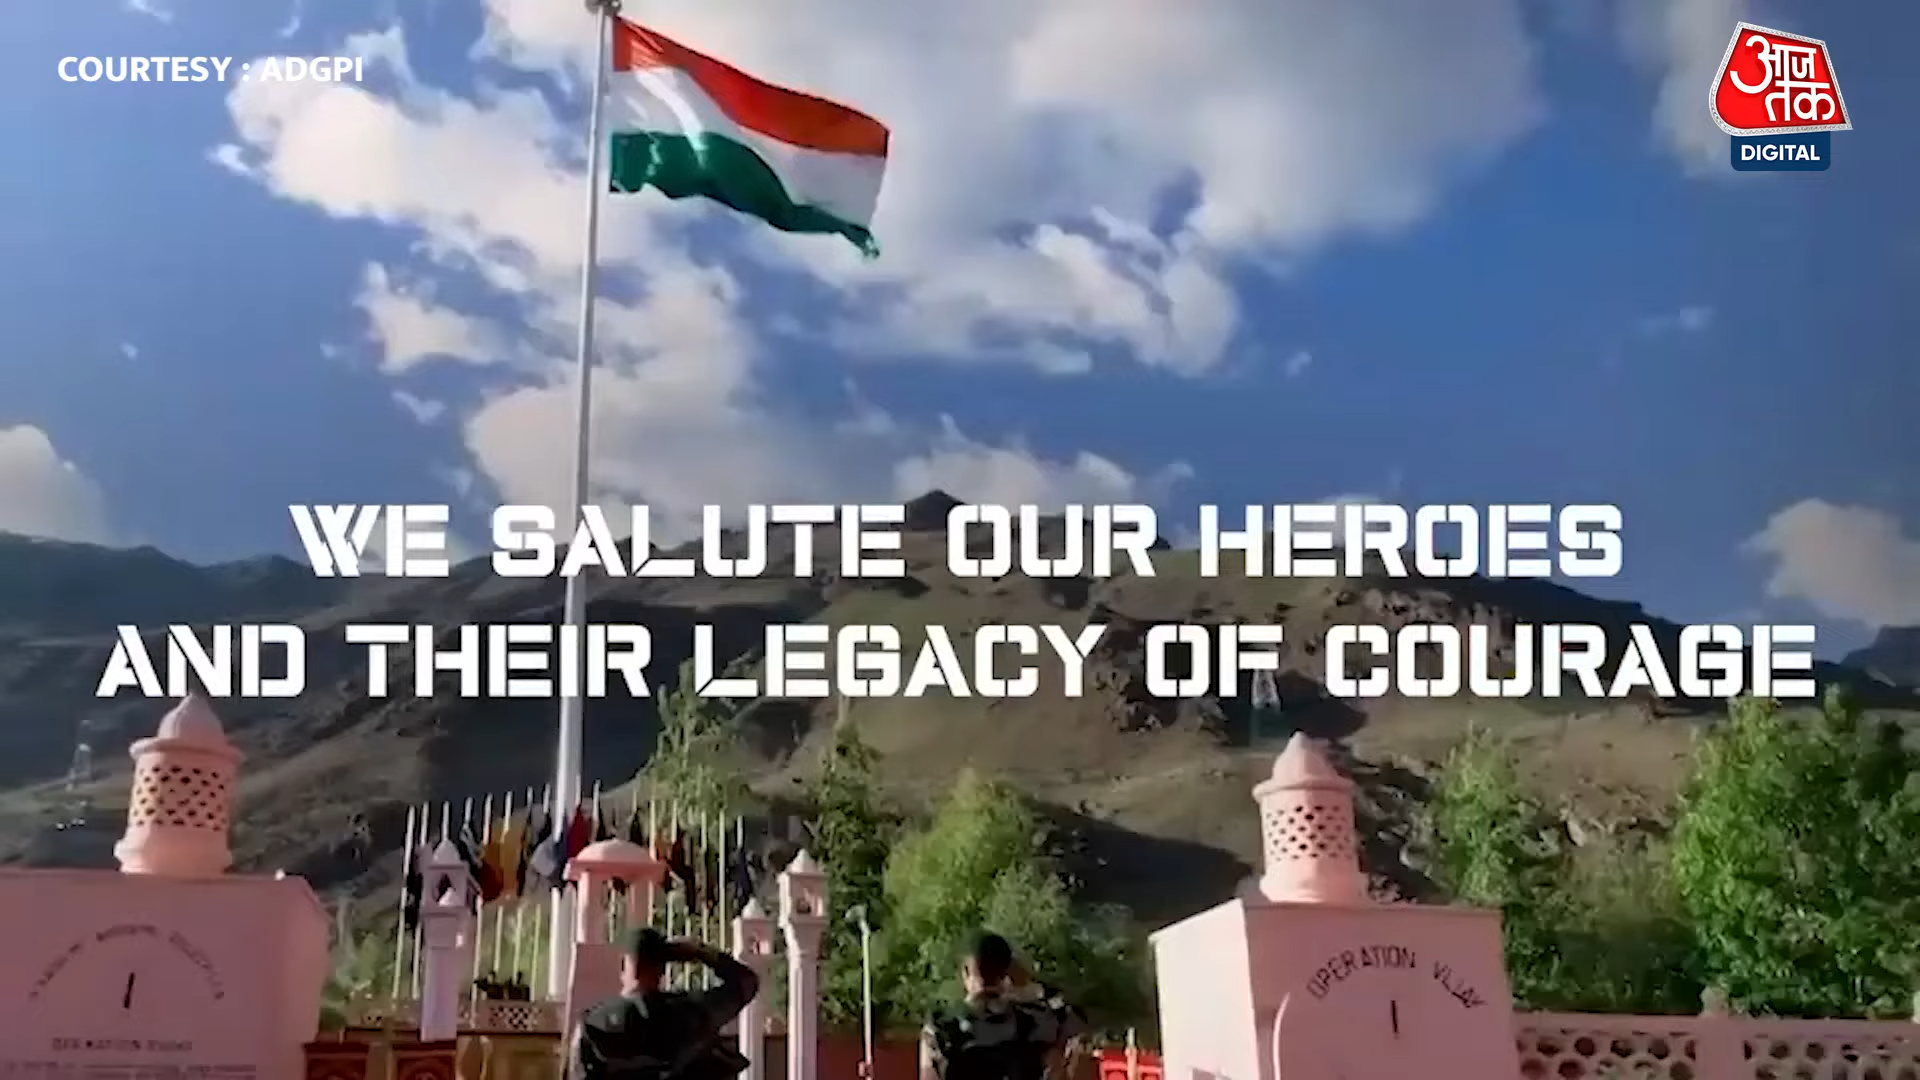 COURTESY : ADGPI
आज
तक
DIGITAL
WE SALUTE OUR HEROES
AND THEIR LEGACY OF COURAGE
OPERATION VIJAY